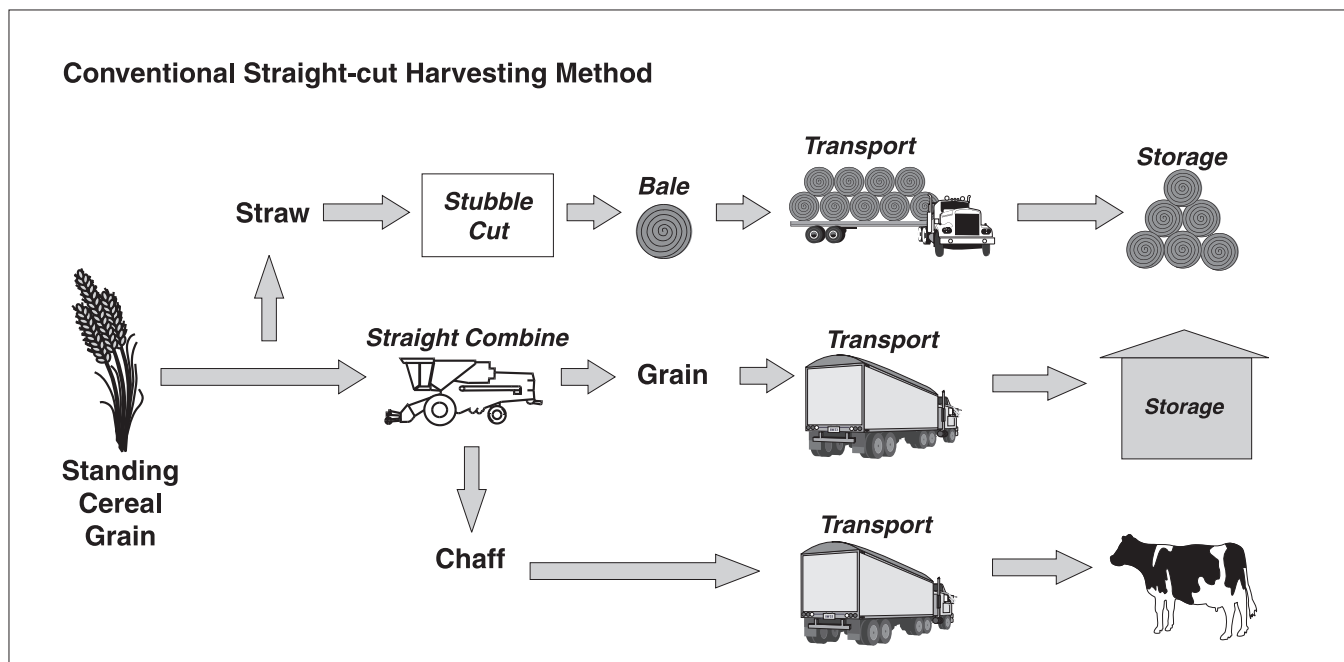 Conventional Straight-cut Harvesting Method
Transport
Storage
Bale
Straw
Stubble
Cut
Straight Combine
Transport
Grain
Storage
Standing
Cereal
Grain
Transport
Chaff